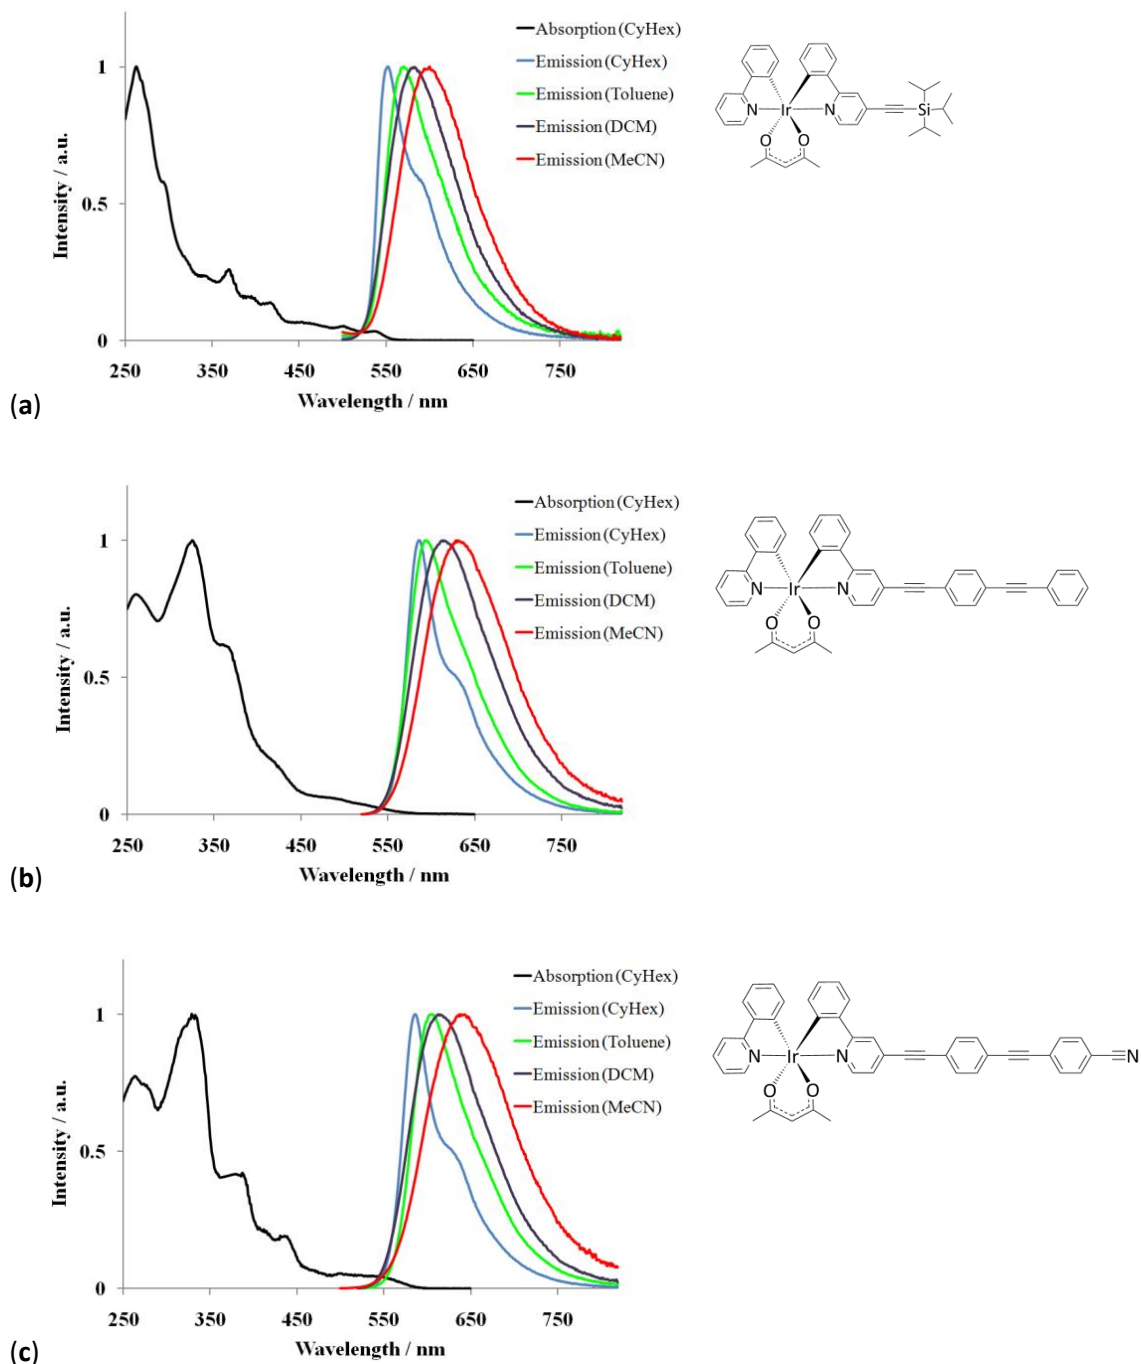 Absorption (CyHex)
Emission (CyHex)
Emission (Toluene)
Emission (DCM)
Emission (MeCN)
Intensity / a.u.
1
0.5
0
250 350 450 550 650 750
Wavelength / nm
N Ir N Si
O O
(a)
Absorption (CyHex)
Emission (CyHex)
Emission (Toluene)
Emission (DCM)
Emission (MeCN)
Intensity / a.u.
1
0.5
0
250 350 450 550 650 750
Wavelength / nm
N Ir N
O O
(b)
Absorption (CyHex)
Emission (CyHex)
Emission (Toluene)
Emission (DCM)
Emission (MeCN)
Intensity / a.u.
1
0.5
0
250 350 450 550 650 750
Wavelength / nm
N Ir N N
O O
(c)